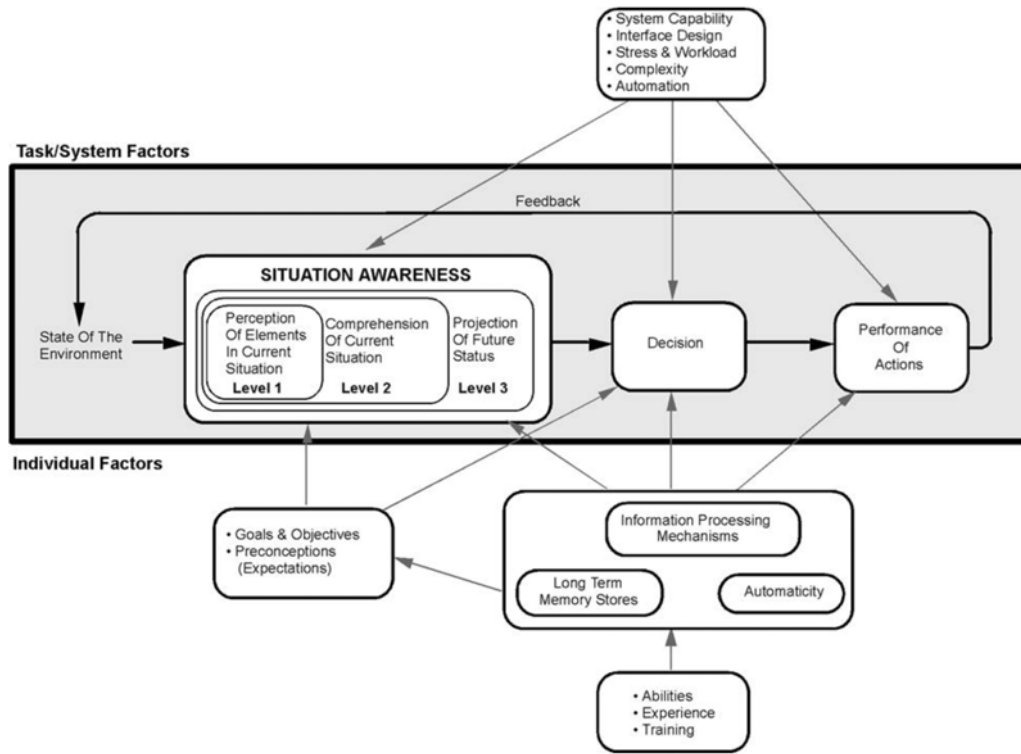 • System Capability
• Interface Design
• Stress & Workload
• Complexity
• Automation
Task/System Factors
Feedback
SITUATION AWARENESS
Perception
Of Elements
In Current
Situation
Level 1
Comprehension
Of Current
Situation
Level 2
Projection
Of Future
Status
Level 3
State Of The
Environment
Decision
Performance
Of
Actions
Individual Factors
• Goals & Objectives
• Preconceptions
(Expectations)
Information Processing
Mechanisms
Long Term
Memory Stores
Automaticity
• Abilities
• Experience
• Training